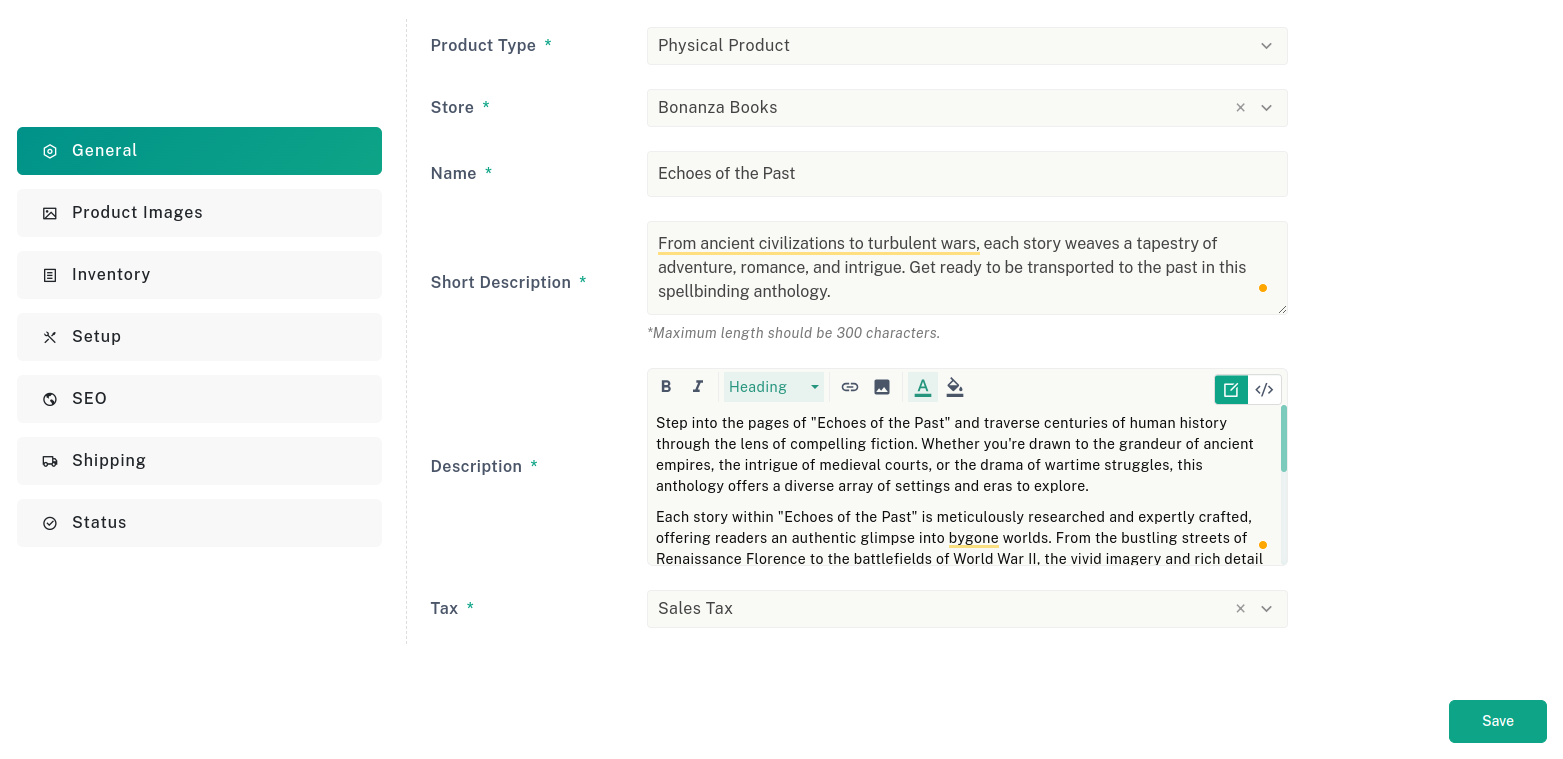 General
Product Images
Inventory
Setup
SEO
Shipping
Status
Product Type *
Physical Product
Store *
Bonanza Books
Name *
Echoes of the Past
Short Description *
From ancient civilizations to turbulent wars, each story weaves a tapestry of
adventure, romance, and intrigue. Get ready to be transported to the past in this
spellbinding anthology.
*Maximum length should be 300 characters.
Description *
B I Heading A </>
Step into the pages of "Echoes of the Past" and traverse centuries of human history
through the lens of compelling fiction. Whether you're drawn to the grandeur of ancient
empires, the intrigue of medieval courts, or the drama of wartime struggles, this
anthology offers a diverse array of settings and eras to explore.
Each story within "Echoes of the Past" is meticulously researched and expertly crafted,
offering readers an authentic glimpse into bygone worlds. From the bustling streets of
Renaissance Florence to the battlefields of World War II, the vivid imagery and rich detail
Tax *
Sales Tax
Save